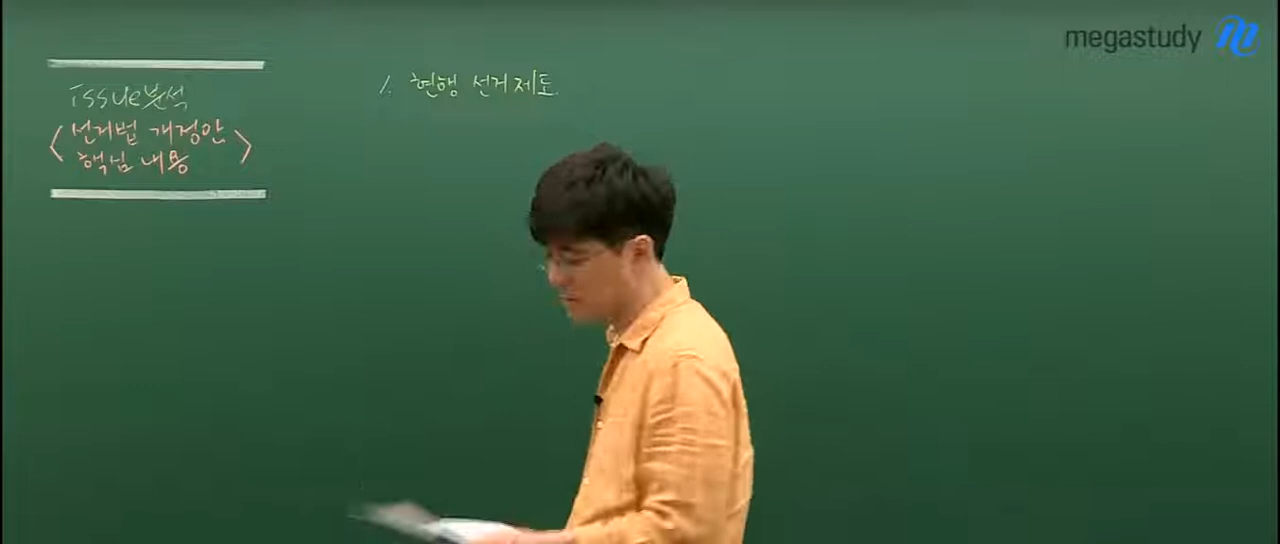 issue분석
<선거법 개정안
핵심 내용>
1. 현행 선거 제도
megastudy